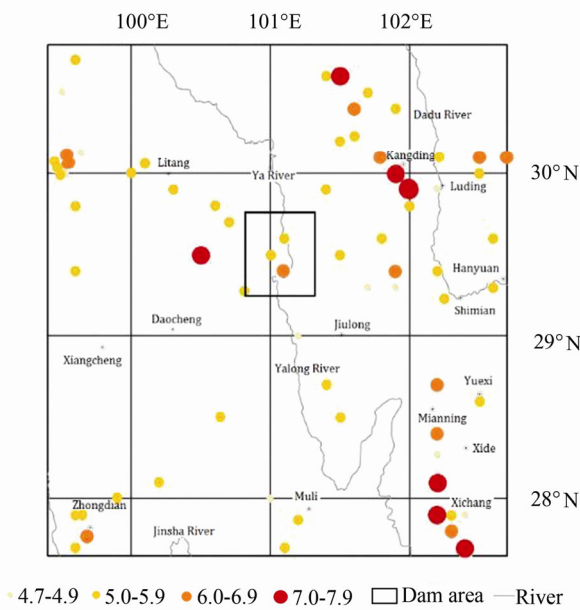 100°E 101°E 102°E
Dadu River
Kangding
Litang
Ya River
30°N
Luding
Hanyuan
Shimian
Daocheng
Jiulong
29°N
Xiangcheng
Yalong River
Yuexi
Mianning
Xide
Zhongdian
Muli
Xichang
28°N
Jinsha River
4.7-4.9 5.0-5.9 6.0-6.9 7.0-7.9 Dam area River